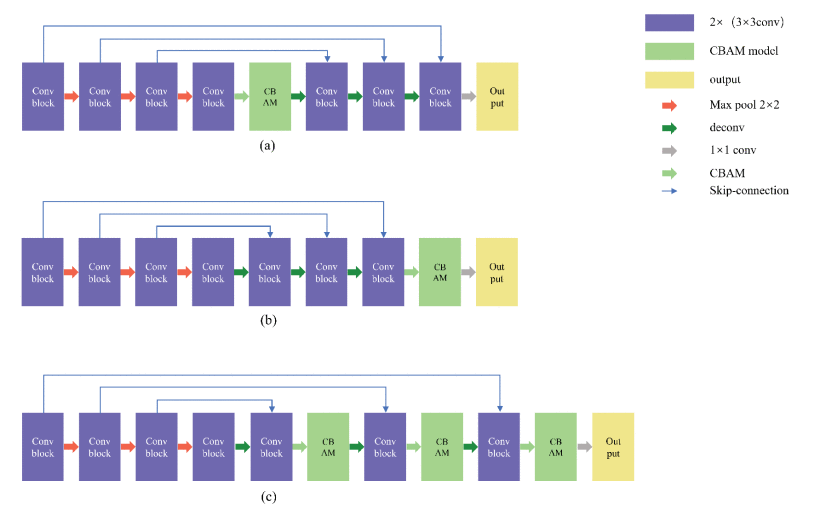 2×（3×3conv）
CBAM model
output
Max pool 2×2
deconv
1×1 conv
CBAM
Skip-connection
Conv
block
Conv
block
Conv
block
Conv
block
CB
AM
Conv
block
Conv
block
Conv
block
Out
put
(a)
Conv
block
Conv
block
Conv
block
Conv
block
Conv
block
Conv
block
Conv
block
CB
AM
Out
put
(b)
Conv
block
Conv
block
Conv
block
Conv
block
Conv
block
CB
AM
Conv
block
CB
AM
Conv
block
CB
AM
Out
put
(c)